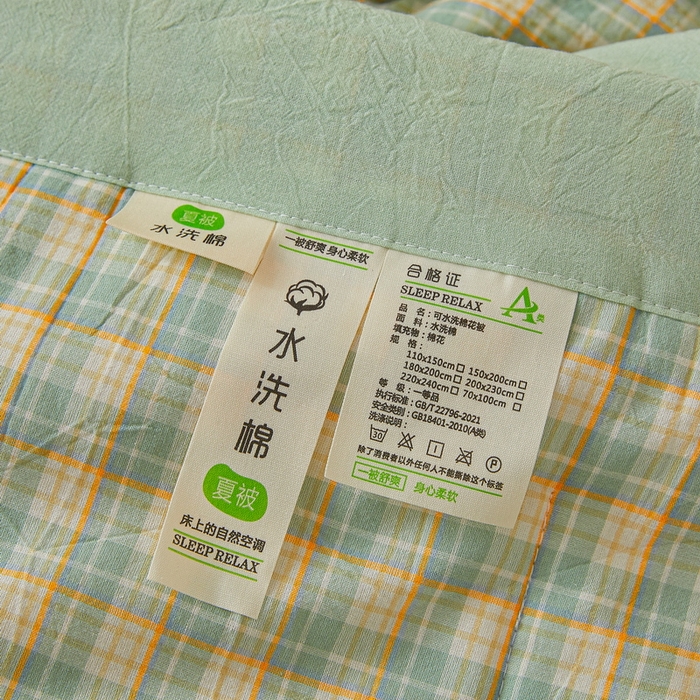 夏被
水洗棉
一被舒爽 身心柔软
水洗棉
夏被
床上的自然空调
SLEEP RELAX
合格证
SLEEP RELAX
A类
品 名：可水洗棉花被
面 料：水洗棉
填充物：棉花
规 格：
110x150cm□ 150x200cm□
180x200cm□ 200x230cm□
220x240cm□ 70x100cm □
等 级：一等品
执行标准：GB/T22796-2021
安全类别：GB18401-2010(A类)
洗涤说明：
30 P
除了消费者以外任何人不能撕除这个标签
一被舒爽 身心柔软